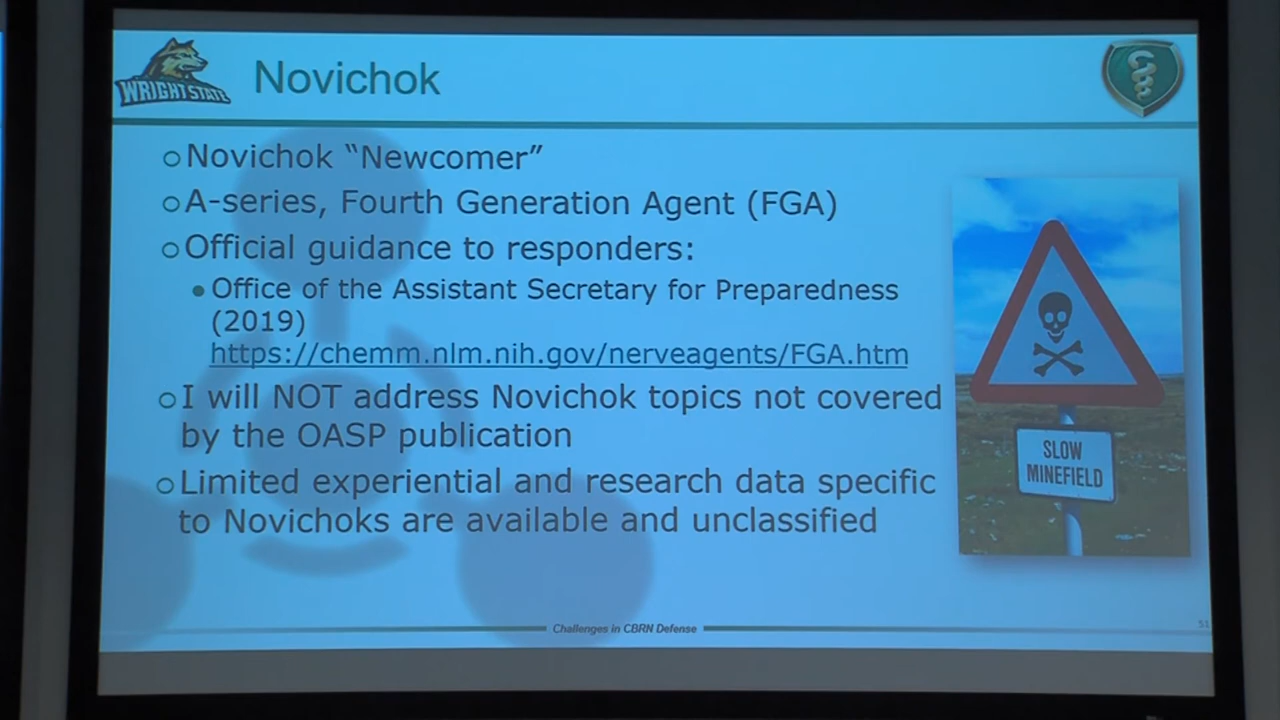 WRIGHT STATE
Novichok
Novichok “Newcomer”
A-series, Fourth Generation Agent (FGA)
Official guidance to responders:
Office of the Assistant Secretary for Preparedness
(2019)
https://chemm.nlm.nih.gov/nerveagents/FGA.htm
I will NOT address Novichok topics not covered
by the OASP publication
Limited experiential and research data specific
to Novichoks are available and unclassified
SLOW
MINEFIELD
Challenges in CBRN Defense
51